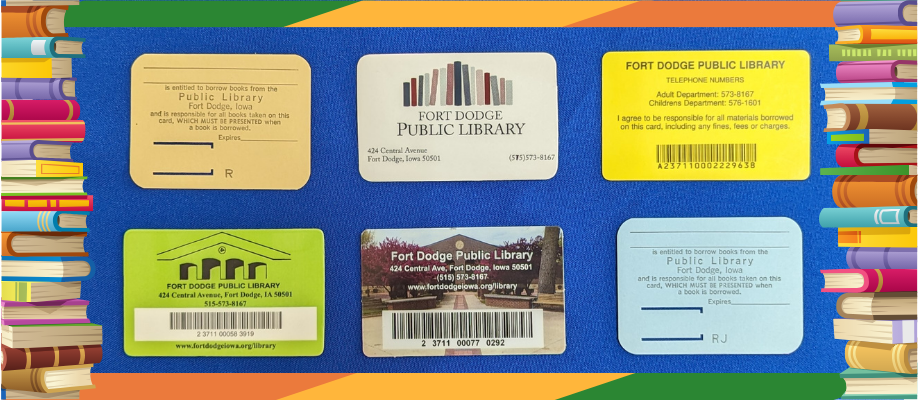 is entitled to borrow books from the
Public Library
Fort Dodge, Iowa
and is responsible for all books taken on this
card, WHICH MUST BE PRESENTED when
a book is borrowed.
Expires
R
FORT DODGE
PUBLIC LIBRARY
424 Central Avenue
Fort Dodge, Iowa 50501
(515)573-8167
FORT DODGE PUBLIC LIBRARY
TELEPHONE NUMBERS
Adult Department: 573-8167
Childrens Department: 576-1601
I agree to be responsible for all materials borrowed
on this card, including any fines, fees or charges.
A23711000222963B
FORT DODGE PUBLIC LIBRARY
424 Central Avenue, Fort Dodge, IA 50501
515-573-8167
2 3711 00056 3919
www.fortdodgeiowa.org/library
Fort Dodge Public Library
424 Central Ave, Fort Dodge, Iowa 50501
(515) 573-8167
www.fortdodgeiowa.org/library
2 3711 00077 0292
is entitled to borrow books from the
Public Library
Fort Dodge, Iowa
and is responsible for all books taken on this
card, WHICH MUST BE PRESENTED when
a book is borrowed.
Expires
RJ